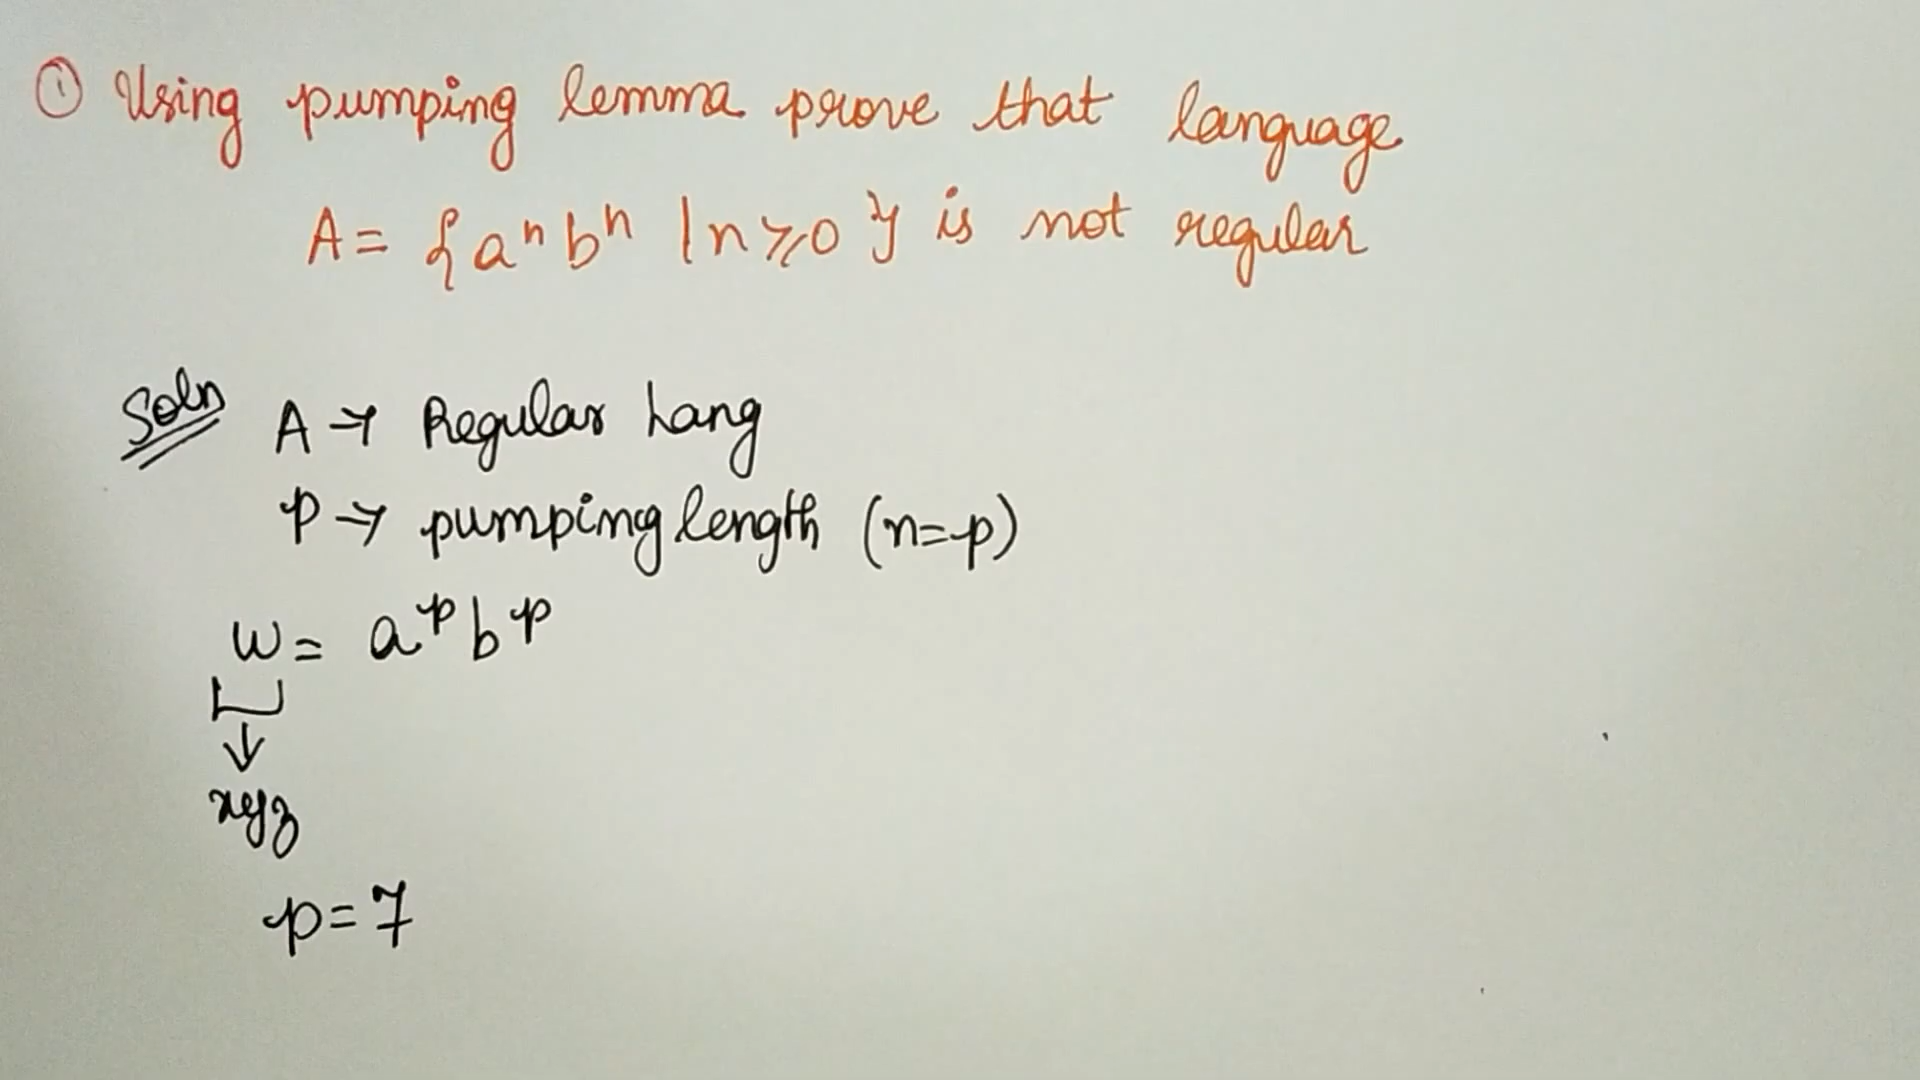 ① Using pumping lemma prove that language
A = {aⁿbⁿ | n ⩾ 0} is not regular
Soln A → Regular Lang
p → pumping length (n=p)
w = aᵖbᵖ
↓
xyz
p = 7